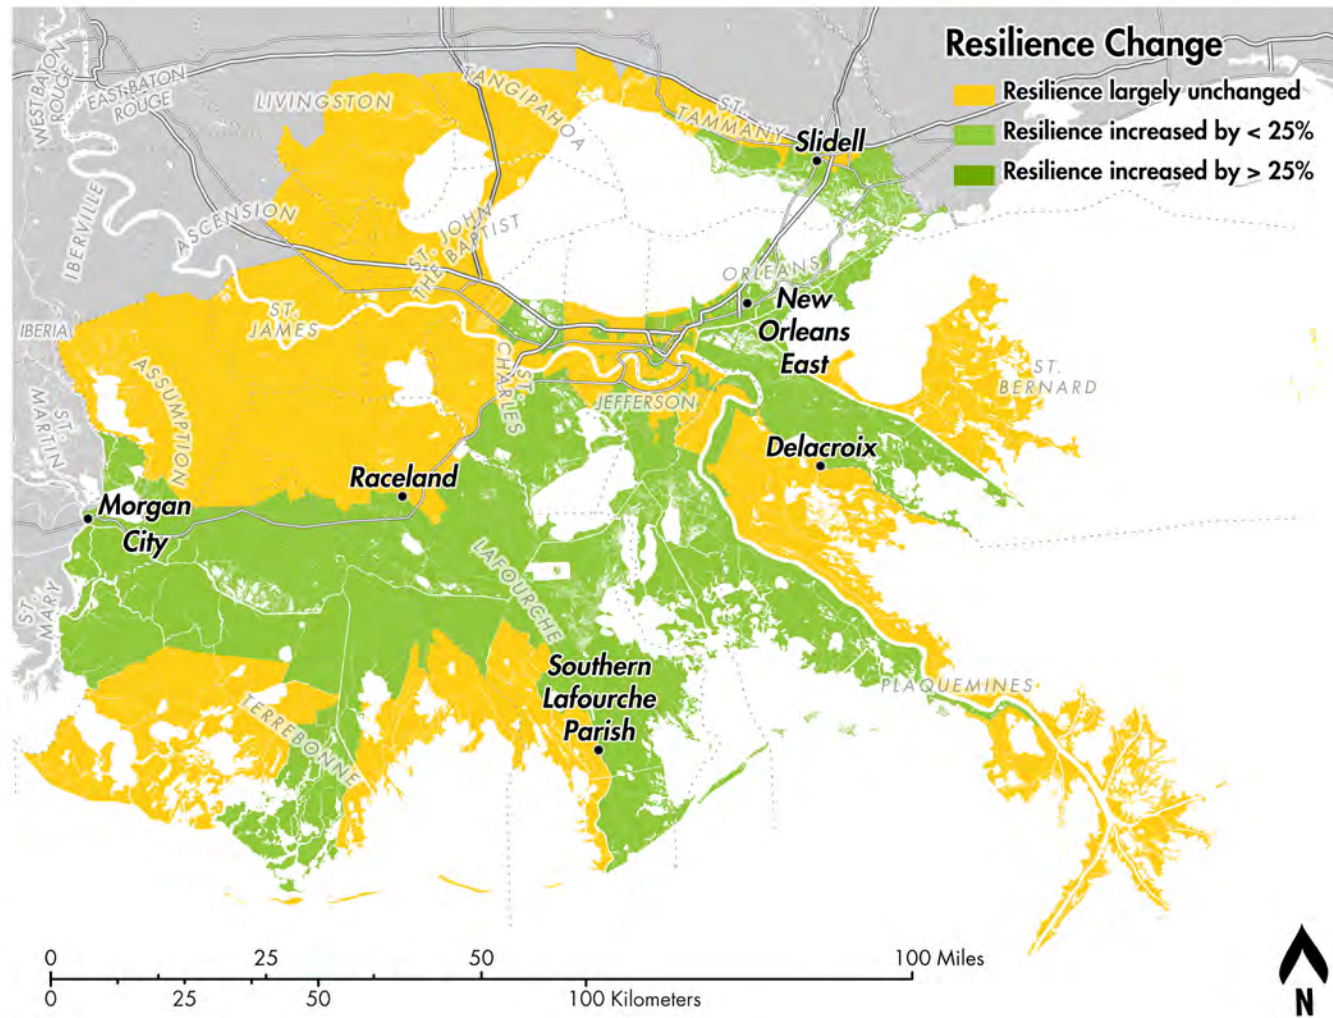 Resilience Change
Resilience largely unchanged
Resilience increased by < 25%
Resilience increased by > 25%
WEST BATON
ROUGE
EAST BATON
ROUGE
LIVINGSTON
TANGIPAHOA
ST.
TAMMANY
Slidell
IBERVILLE
ASCENSION
ST. JOHN
THE BAPTIST
ORLEANS
New
Orleans
East
IBERIA
ST.
JAMES
ST.
CHARLES
ST.
BERNARD
ASSUMPTION
JEFFERSON
ST.
MARTIN
Raceland
Delacroix
Morgan
City
LAFOURCHE
ST.
MARY
Southern
Lafourche
Parish
PLAQUEMINES
TERREBONNE
0 25 50 100 Miles
0 25 50 100 Kilometers
N